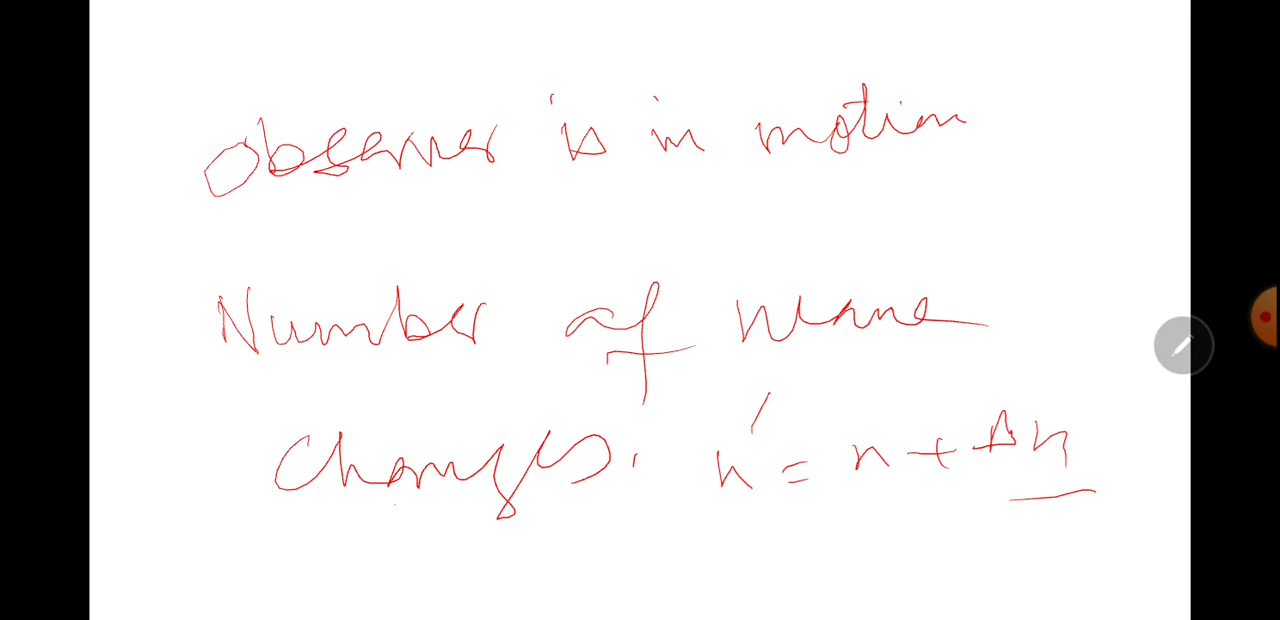 Observer is in motion
Number of wave
Changes. n' = n + Δn